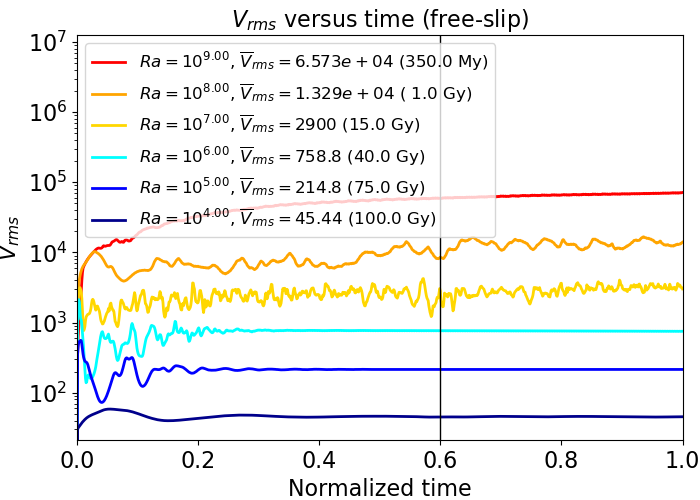 V_rms versus time (free-slip)
10^7
10^6
10^5
10^4
10^3
10^2
V_rms
Ra = 10^9.00, V̅_rms = 6.573e + 04 (350.0 My)
Ra = 10^8.00, V̅_rms = 1.329e + 04 ( 1.0 Gy)
Ra = 10^7.00, V̅_rms = 2900 (15.0 Gy)
Ra = 10^6.00, V̅_rms = 758.8 (40.0 Gy)
Ra = 10^5.00, V̅_rms = 214.8 (75.0 Gy)
Ra = 10^4.00, V̅_rms = 45.44 (100.0 Gy)
0.0 0.2 0.4 0.6 0.8 1.0
Normalized time